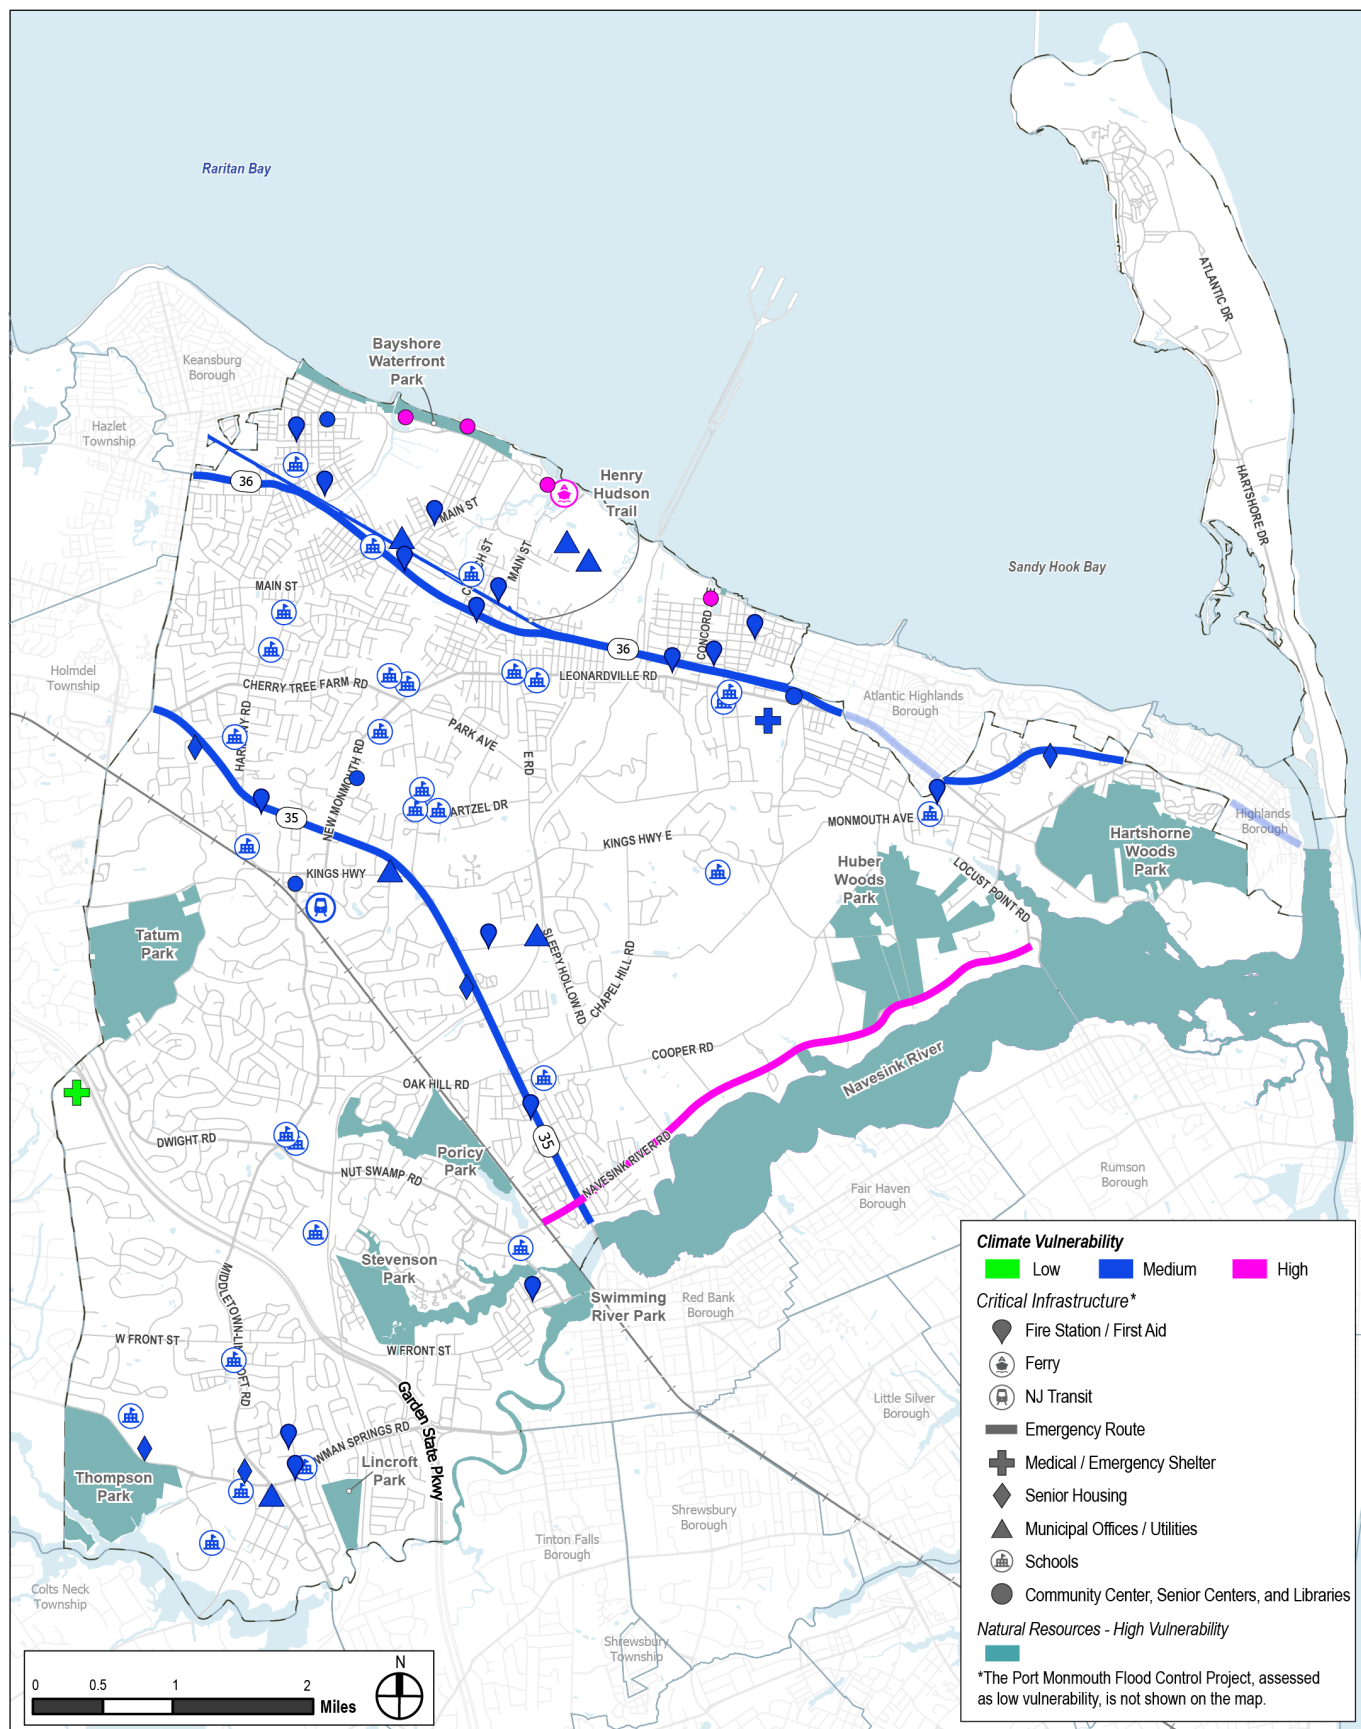 Raritan Bay
ATLANTIC DR
Bayshore
Waterfront
Park
Keansburg
Borough
Hazlet
Township
HARTSHORE DR
36
Henry
Hudson
Trail
MAIN ST
MAIN ST
MAIN ST
Sandy Hook Bay
CONCORD
36
Holmdel
Township
CHERRY TREE FARM RD
LEONARDVILLE RD
Atlantic Highlands
Borough
PARK AVE
NEW MONMOUTH RD
E RD
ARTZEL DR
35
KINGS HWY E
MONMOUTH AVE
Highlands
Borough
Hartshorne
Woods
Park
Huber
Woods
Park
LOCUST POINT RD
KINGS HWY
Tatum
Park
SLEEPY HOLLOW RD
CHAPEL HILL RD
COOPER RD
Navesink River
OAK HILL RD
DWIGHT RD
35
NAVESINK RIVER RD
Poricy
Park
NUT SWAMP RD
Rumson
Borough
Fair Haven
Borough
Stevenson
Park
MIDDLETOWN-LIN OFT RD
Swimming
River Park
Red Bank
Borough
W FRONT ST
W FRONT ST
Garden State Pkwy
Little Silver
Borough
WMAN SPRINGS RD
Lincroft
Park
Thompson
Park
Shrewsbury
Borough
Tinton Falls
Borough
Colts Neck
Township
Shrewsbury
Township
Climate Vulnerability
Low
Medium
High
Critical Infrastructure*
Fire Station / First Aid
Ferry
NJ Transit
Emergency Route
Medical / Emergency Shelter
Senior Housing
Municipal Offices / Utilities
Schools
Community Center, Senior Centers, and Libraries
Natural Resources - High Vulnerability
*The Port Monmouth Flood Control Project, assessed
as low vulnerability, is not shown on the map.
0 0.5 1 2
Miles
N